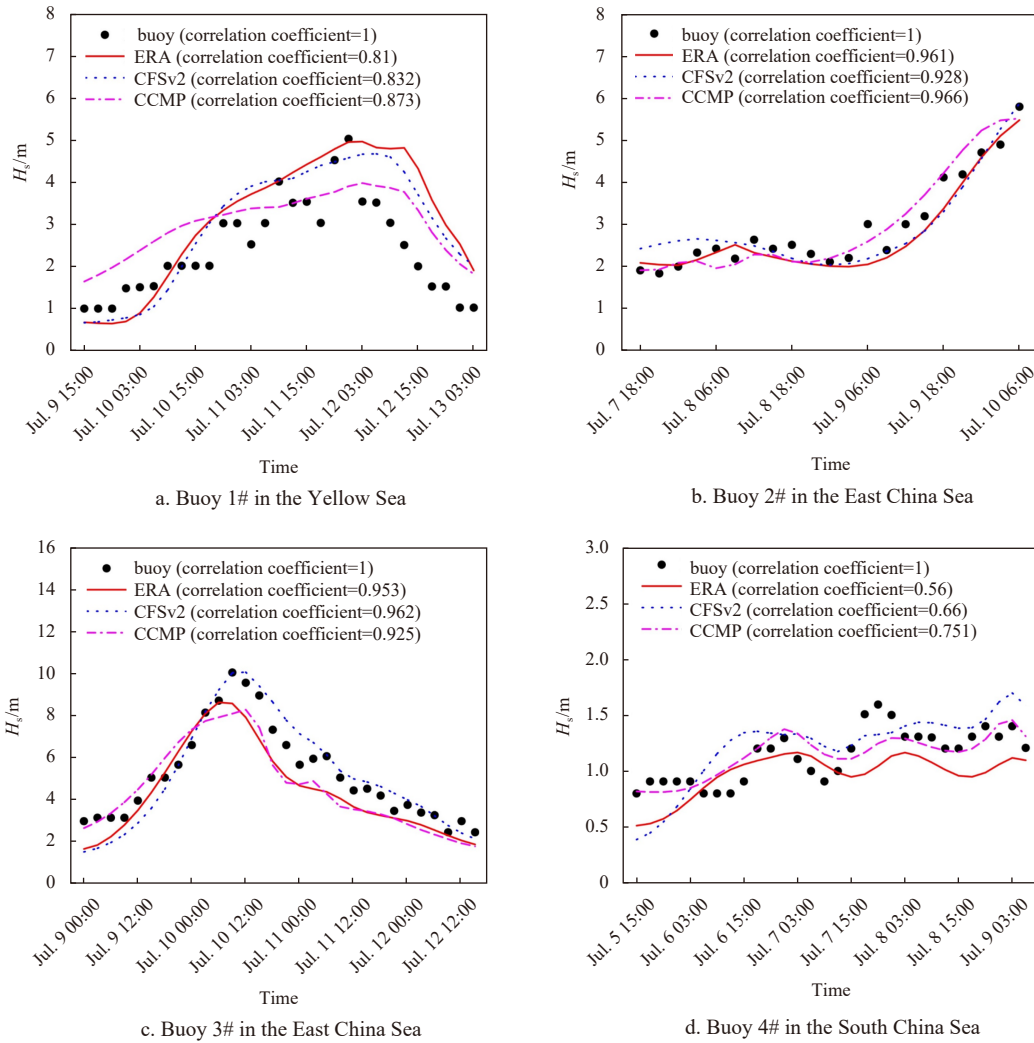 8
7
6
5
4
3
2
1
0
Hs/m
buoy (correlation coefficient=1)
ERA (correlation coefficient=0.81)
CFSv2 (correlation coefficient=0.832)
CCMP (correlation coefficient=0.873)
Jul. 9 15:00
Jul. 10 03:00
Jul. 10 15:00
Jul. 11 03:00
Jul. 11 15:00
Jul. 12 03:00
Jul. 12 15:00
Jul. 13 03:00
Time
a. Buoy 1# in the Yellow Sea
8
7
6
5
4
3
2
1
0
Hs/m
buoy (correlation coefficient=1)
ERA (correlation coefficient=0.961)
CFSv2 (correlation coefficient=0.928)
CCMP (correlation coefficient=0.966)
Jul. 7 18:00
Jul. 8 06:00
Jul. 8 18:00
Jul. 9 06:00
Jul. 9 18:00
Jul. 10 06:00
Time
b. Buoy 2# in the East China Sea
16
14
12
10
8
6
4
2
0
Hs/m
buoy (correlation coefficient=1)
ERA (correlation coefficient=0.953)
CFSv2 (correlation coefficient=0.962)
CCMP (correlation coefficient=0.925)
Jul. 9 00:00
Jul. 9 12:00
Jul. 10 00:00
Jul. 10 12:00
Jul. 11 00:00
Jul. 11 12:00
Jul. 12 00:00
Jul. 12 12:00
Time
c. Buoy 3# in the East China Sea
3.0
2.5
2.0
1.5
1.0
0.5
0
Hs/m
buoy (correlation coefficient=1)
ERA (correlation coefficient=0.56)
CFSv2 (correlation coefficient=0.66)
CCMP (correlation coefficient=0.751)
Jul. 5 15:00
Jul. 6 03:00
Jul. 6 15:00
Jul. 7 03:00
Jul. 7 15:00
Jul. 8 03:00
Jul. 8 15:00
Jul. 9 03:00
Time
d. Buoy 4# in the South China Sea